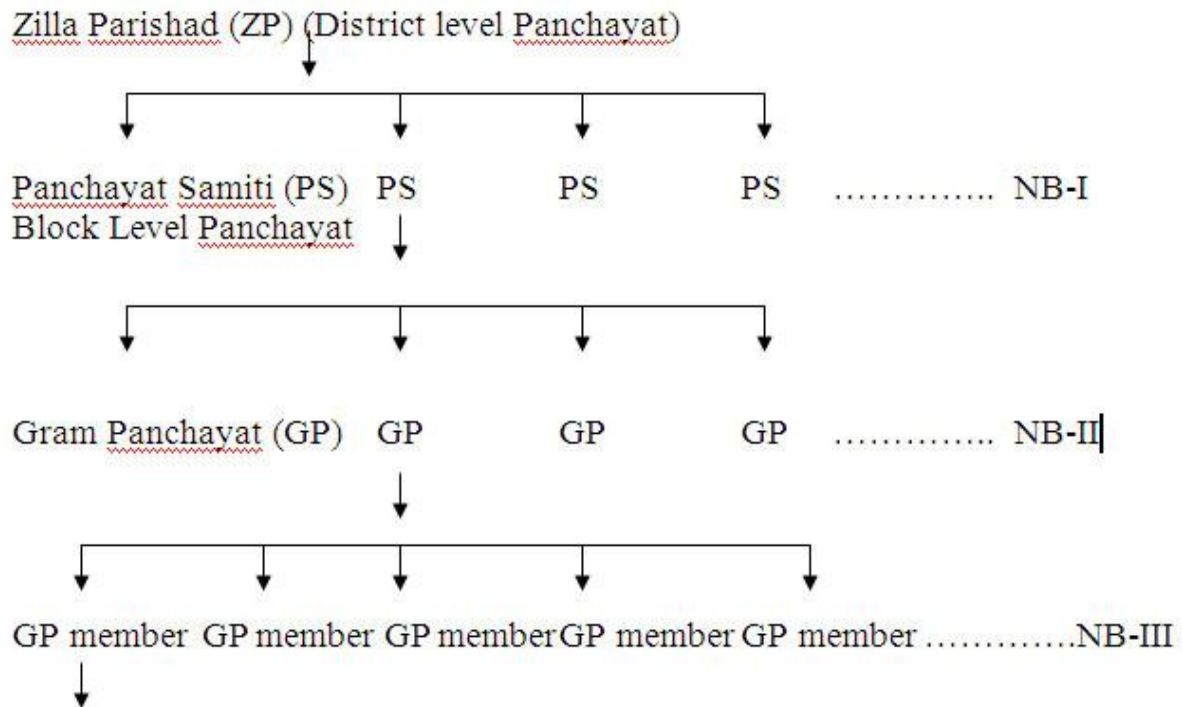 Zilla Parishad (ZP) (District level Panchayat)
Panchayat Samiti (PS) PS PS PS ………….. NB-I
Block Level Panchayat
Gram Panchayat (GP) GP GP GP ………….. NB-II
GP member GP member GP member GP member GP member ………….NB-III